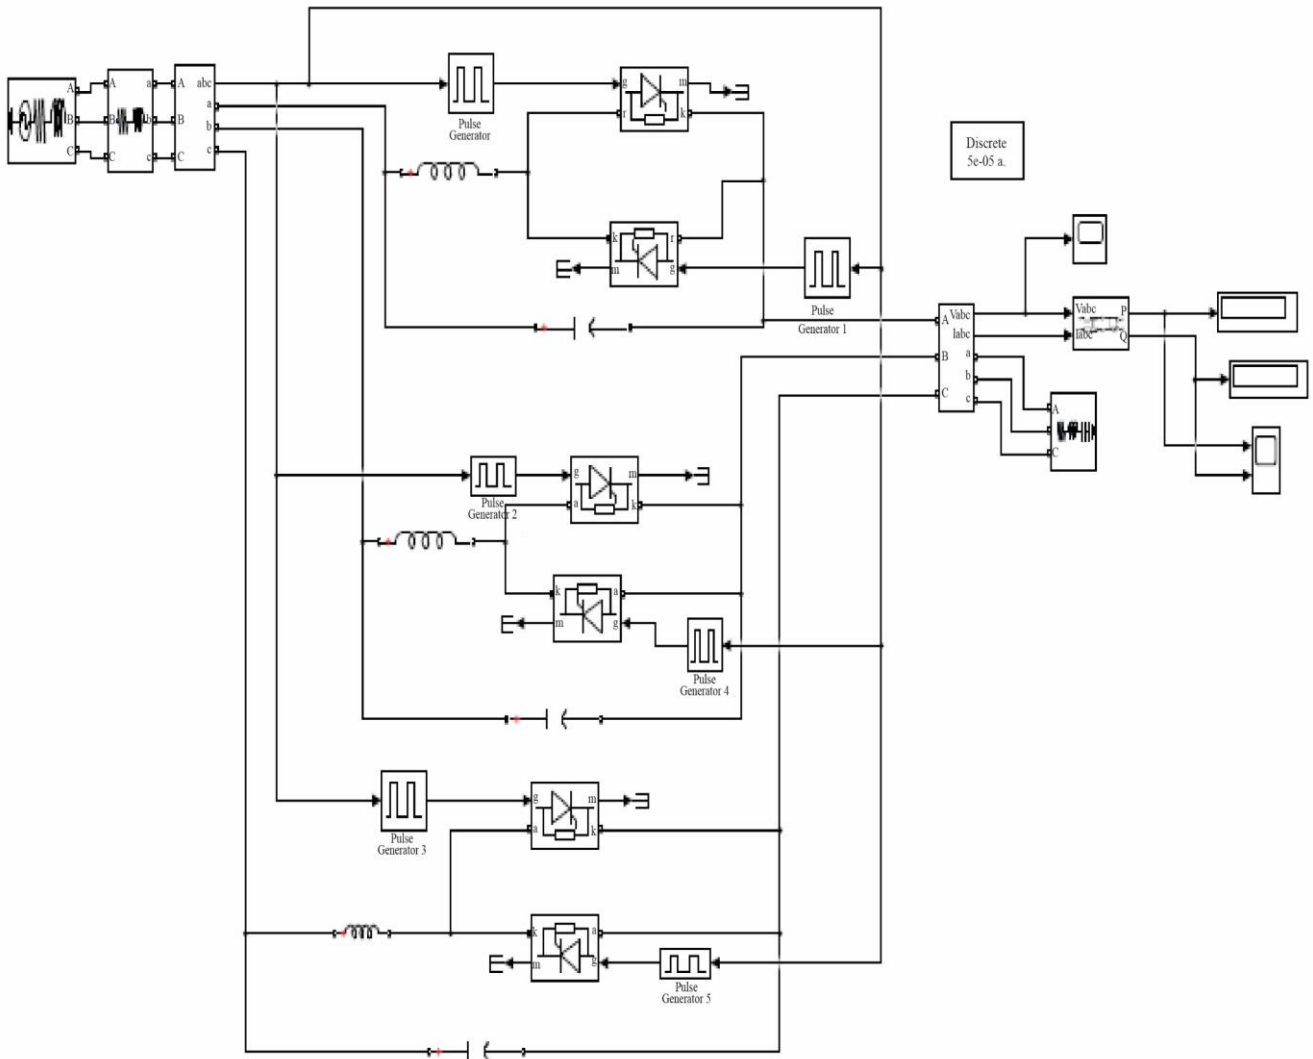 A
B
C
A
B
C
a
b
c
A
B
C
abc
a
b
c
Pulse
Generator
g
r
m
k
k
m
r
g
Pulse
Generator 1
Discrete
5e-05 a.
A
B
C
Vabc
Iabc
a
b
c
Vabc
Iabc
P
Q
A
C
Pulse
Generator 2
g
a
m
k
k
m
a
g
Pulse
Generator 4
Pulse
Generator 3
g
a
m
k
k
m
a
g
Pulse
Generator 5